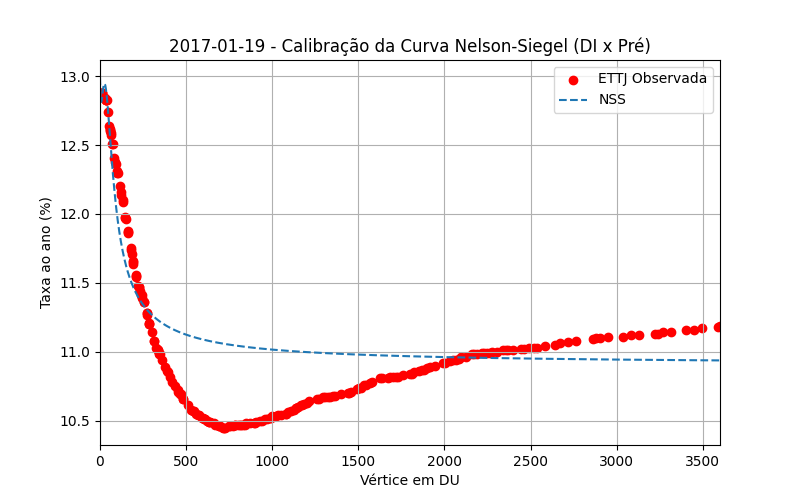 2017-01-19 - Calibração da Curva Nelson-Siegel (DI x Pré)
ETTJ Observada
NSS
13.0
12.5
12.0
11.5
11.0
10.5
Taxa ao ano (%)
0 500 1000 1500 2000 2500 3000 3500
Vértice em DU